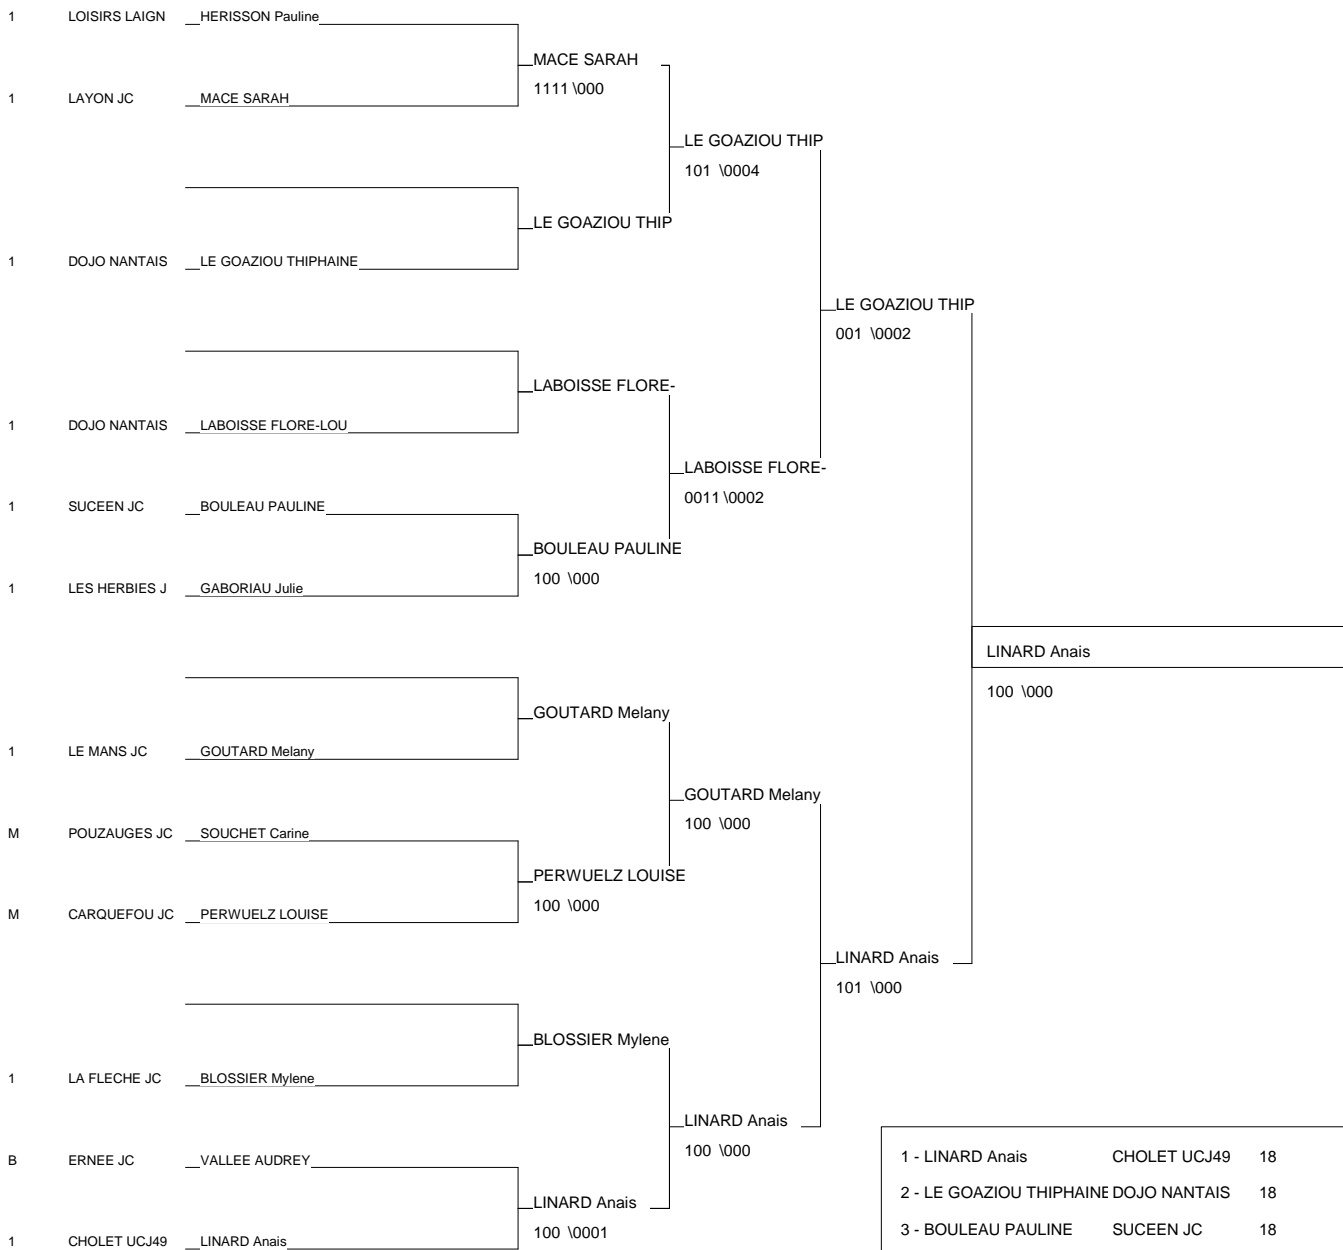 1 LOISIRS LAIGN HERISSON Pauline
MACE SARAH
1111 \000
1 LAYON JC MACE SARAH
LE GOAZIOU THIP
101 \0004
LE GOAZIOU THIP
1 DOJO NANTAIS LE GOAZIOU THIPHAINE
LE GOAZIOU THIP
001 \0002
LABOISSE FLORE-
1 DOJO NANTAIS LABOISSE FLORE-LOU
LABOISSE FLORE-
0011 \0002
1 SUCEEN JC BOULEAU PAULINE
BOULEAU PAULINE
100 \000
1 LES HERBIES J GABORIAU Julie
LINARD Anais
100 \000
GOUTARD Melany
1 LE MANS JC GOUTARD Melany
GOUTARD Melany
100 \000
M POUZAUGES JC SOUCHET Carine
PERWUELZ LOUISE
100 \000
M CARQUEFOU JC PERWUELZ LOUISE
LINARD Anais
101 \000
BLOSSIER Mylene
1 LA FLECHE JC BLOSSIER Mylene
LINARD Anais
100 \000
B ERNEE JC VALLEE AUDREY
LINARD Anais
100 \0001
1 CHOLET UCJ49 LINARD Anais
1 - LINARD Anais CHOLET UCJ49 18
2 - LE GOAZIOU THIPHAINE DOJO NANTAIS 18
3 - BOULEAU PAULINE SUCEEN JC 18